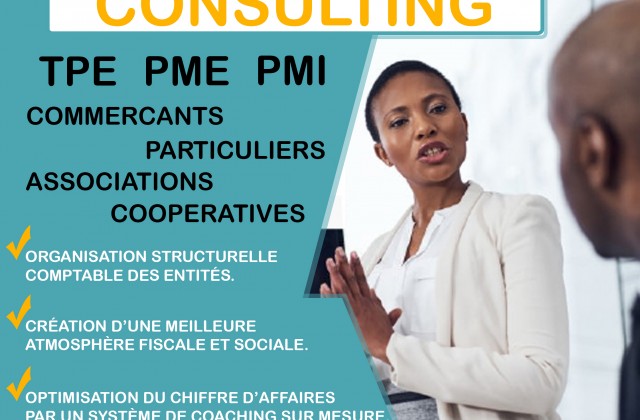 CONSULTING
TPE PME PMI
COMMERCANTS
PARTICULIERS
ASSOCIATIONS
COOPERATIVES
ORGANISATION STRUCTURELLE
COMPTABLE DES ENTITÉS.
CRÉATION D'UNE MEILLEURE
ATMOSPHÈRE FISCALE ET SOCIALE.
OPTIMISATION DU CHIFFRE D'AFFAIRES
PAR UN SYSTÈME DE COACHING SUR MESURE